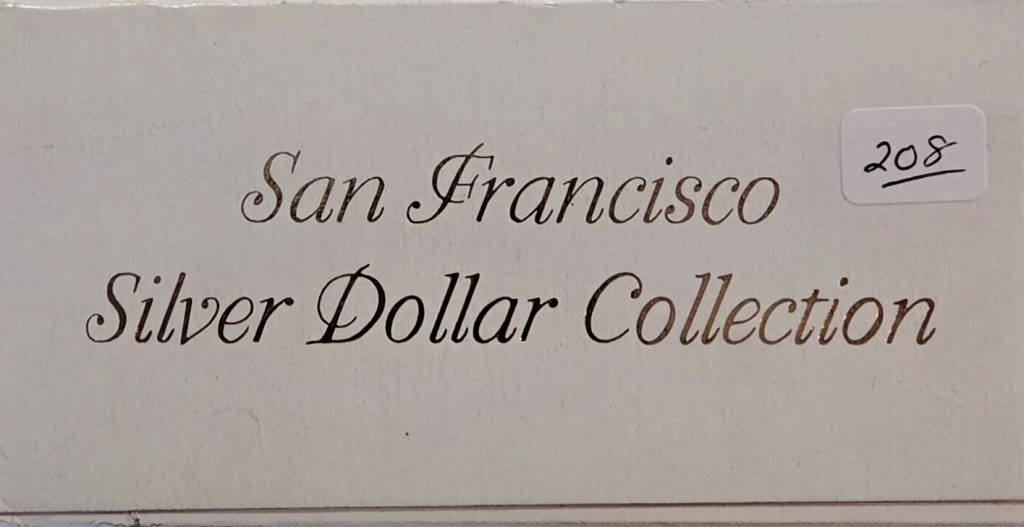 208
San Francisco
Silver Dollar Collection